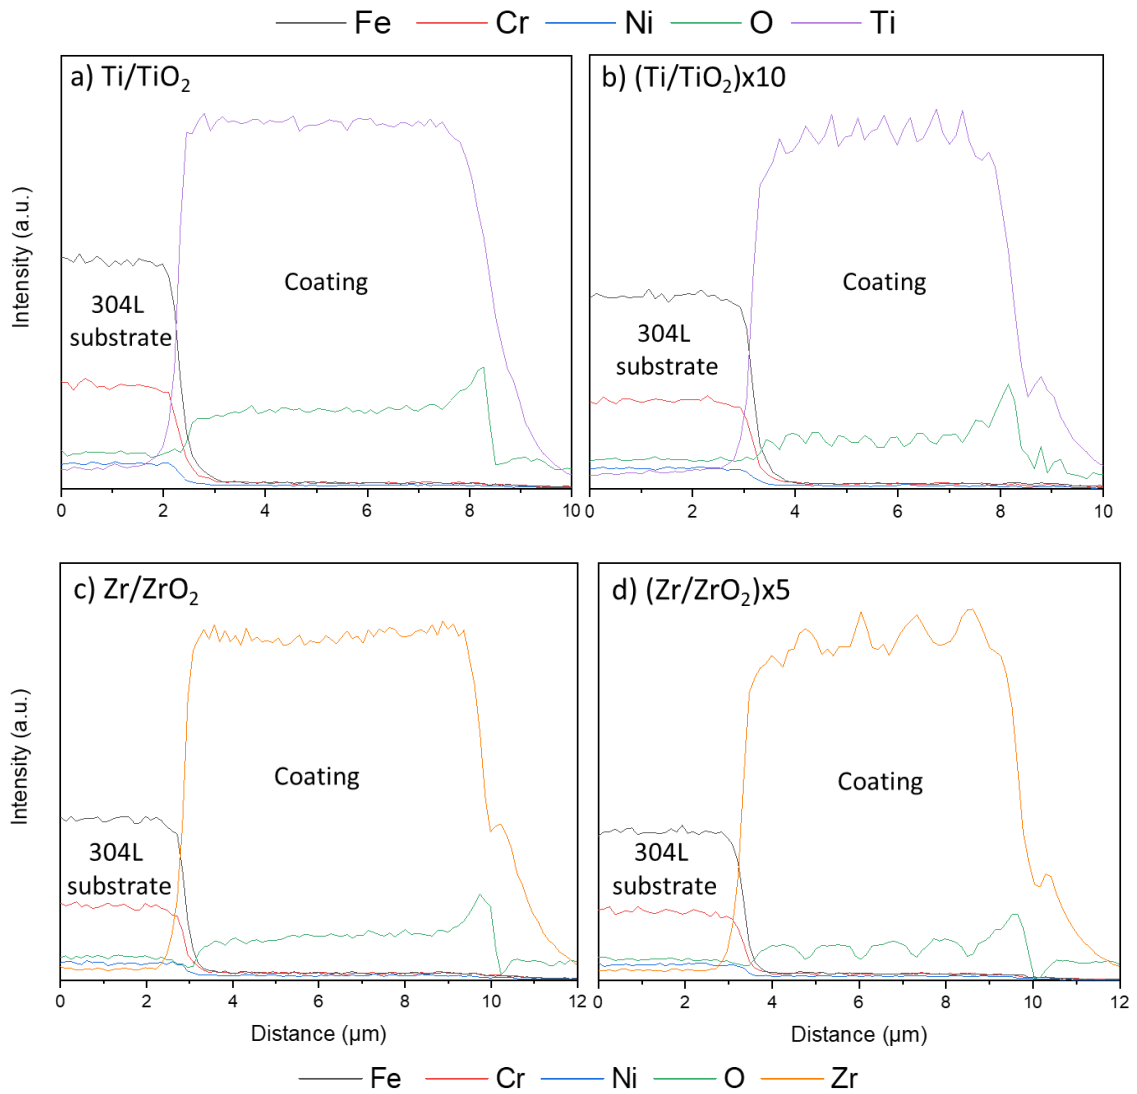 Fe Cr Ni O Ti
a) Ti/TiO₂
b) (Ti/TiO₂)x10
Intensity (a.u.)
Coating
304L
substrate
Coating
304L
substrate
0 2 4 6 8 10
0 2 4 6 8 10
c) Zr/ZrO₂
d) (Zr/ZrO₂)x5
Intensity (a.u.)
Coating
304L
substrate
Coating
304L
substrate
0 2 4 6 8 10 12
0 2 4 6 8 10 12
Distance (μm)
Distance (μm)
Fe Cr Ni O Zr